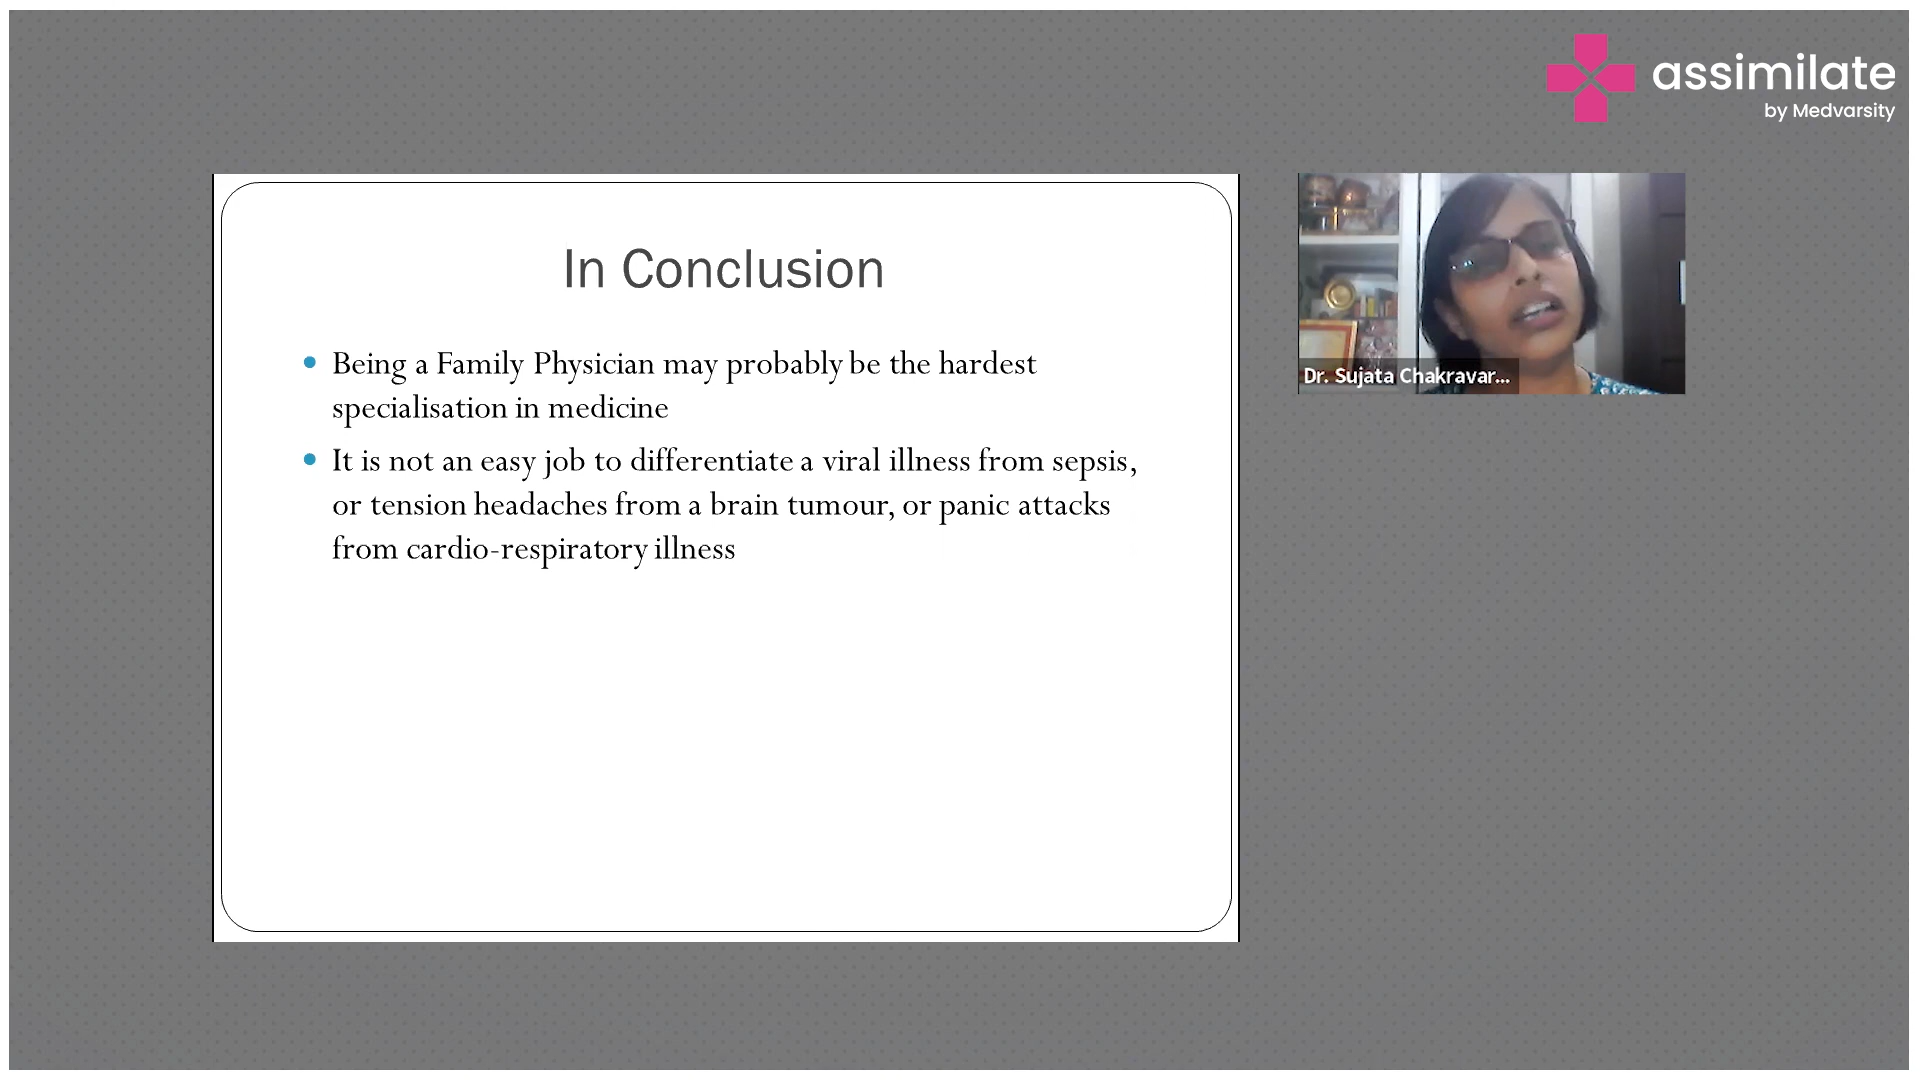 assimilate
by Medvarsity
In Conclusion
Being a Family Physician may probably be the hardest
specialisation in medicine
It is not an easy job to differentiate a viral illness from sepsis,
or tension headaches from a brain tumour, or panic attacks
from cardio-respiratory illness
Dr. Sujata Chakravar...